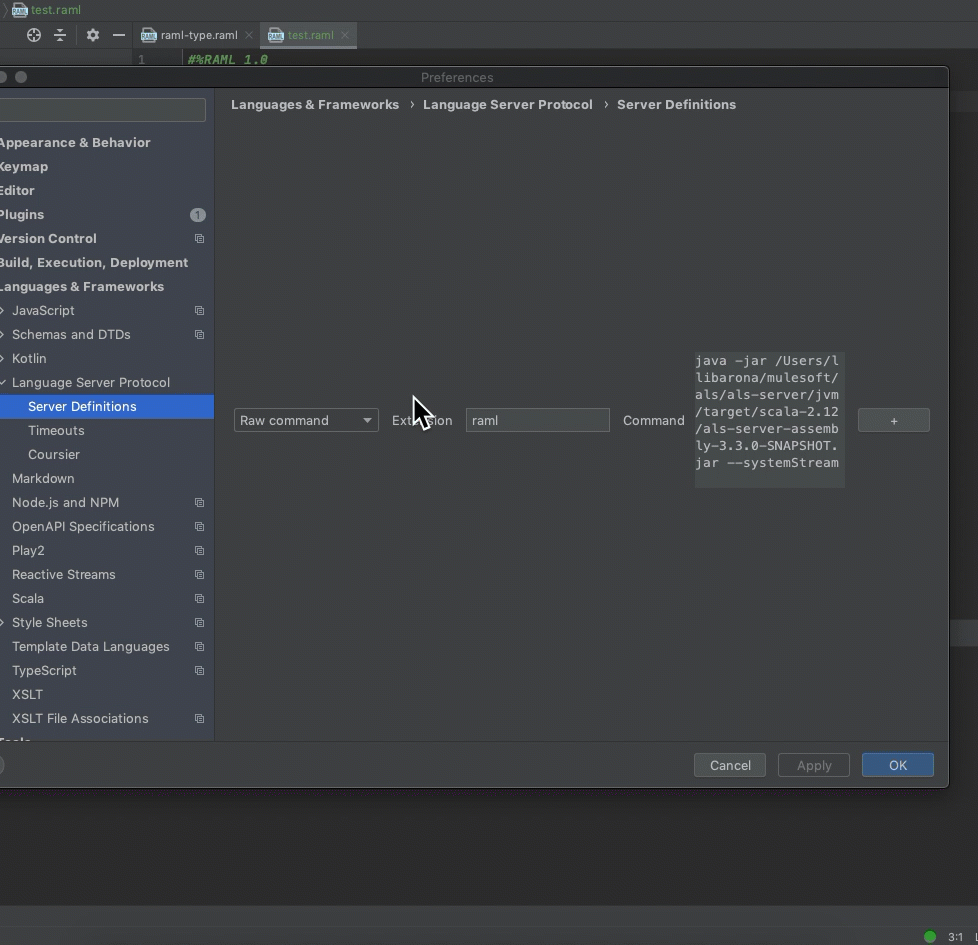 test.raml
raml-type.raml
test.raml
1 #%RAML 1.0
Preferences
Languages & Frameworks › Language Server Protocol › Server Definitions
Appearance & Behavior
Keymap
Editor
Plugins 1
Version Control
Build, Execution, Deployment
Languages & Frameworks
JavaScript
Schemas and DTDs
Kotlin
Language Server Protocol
Server Definitions
Timeouts
Coursier
Markdown
Node.js and NPM
OpenAPI Specifications
Play2
Reactive Streams
Scala
Style Sheets
Template Data Languages
TypeScript
XSLT
XSLT File Associations
Raw command
Extension
raml
Command
java -jar /Users/l
libarona/mulesoft/
als/als-server/jvm
/target/scala-2.12
/als-server-assemb
ly-3.3.0-SNAPSHOT.
jar --systemStream
+
Cancel
Apply
OK
3:1